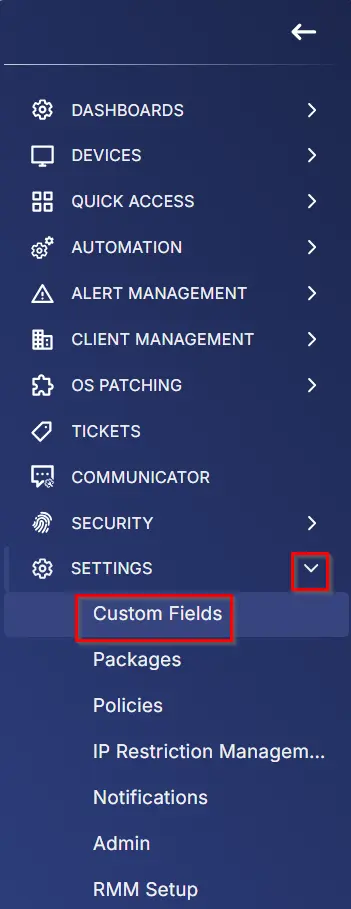 DASHBOARDS
DEVICES
QUICK ACCESS
AUTOMATION
ALERT MANAGEMENT
CLIENT MANAGEMENT
OS PATCHING
TICKETS
COMMUNICATOR
SECURITY
SETTINGS
Custom Fields
Packages
Policies
IP Restriction Managem...
Notifications
Admin
RMM Setup